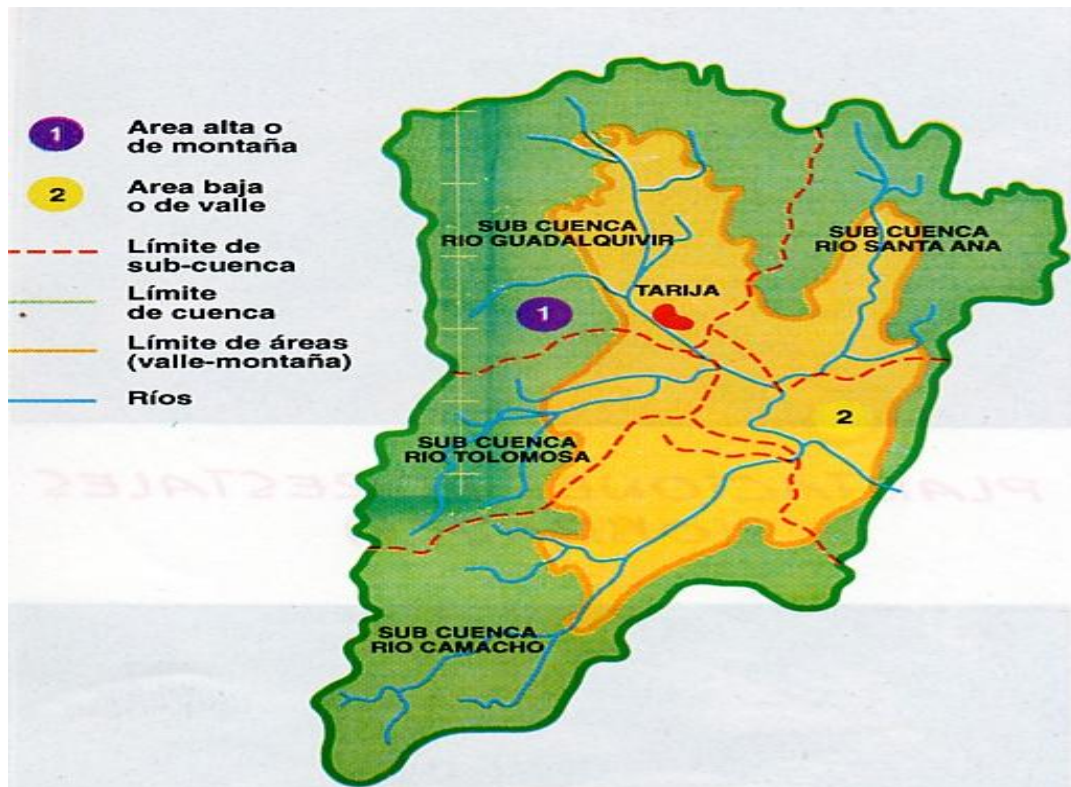 1
Area alta o
de montaña
2
Area baja
o de valle
Límite de
sub-cuenca
Límite
de cuenca
Límite de áreas
(valle-montaña)
Ríos
SUB CUENCA
RIO GUADALQUIVIR
SUB CUENCA
RIO SANTA ANA
TARIJA
1
2
SUB CUENCA
RIO TOLOMOSA
SUB CUENCA
RIO CAMACHO